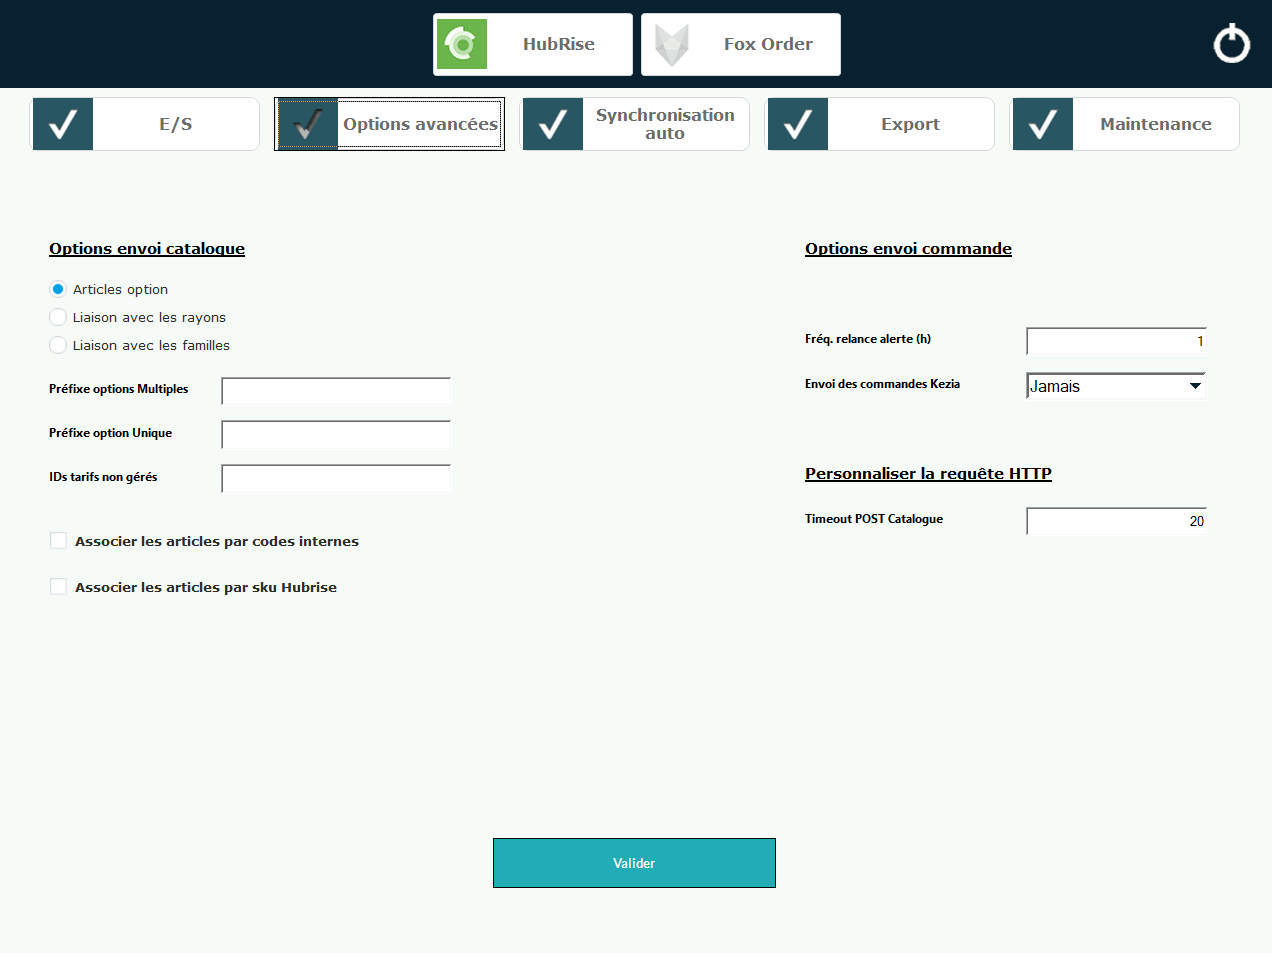 HubRise
Fox Order
E/S
Options avancées
Synchronisation
auto
Export
Maintenance
Options envoi catalogue
Articles option
Liaison avec les rayons
Liaison avec les familles
Préfixe options Multiples
Préfixe option Unique
IDs tarifs non gérés
Associer les articles par codes internes
Associer les articles par sku Hubrise
Options envoi commande
Fréq. relance alerte (h)
1
Envoi des commandes Kezia
Jamais
Personnaliser la requête HTTP
Timeout POST Catalogue
20
Valider